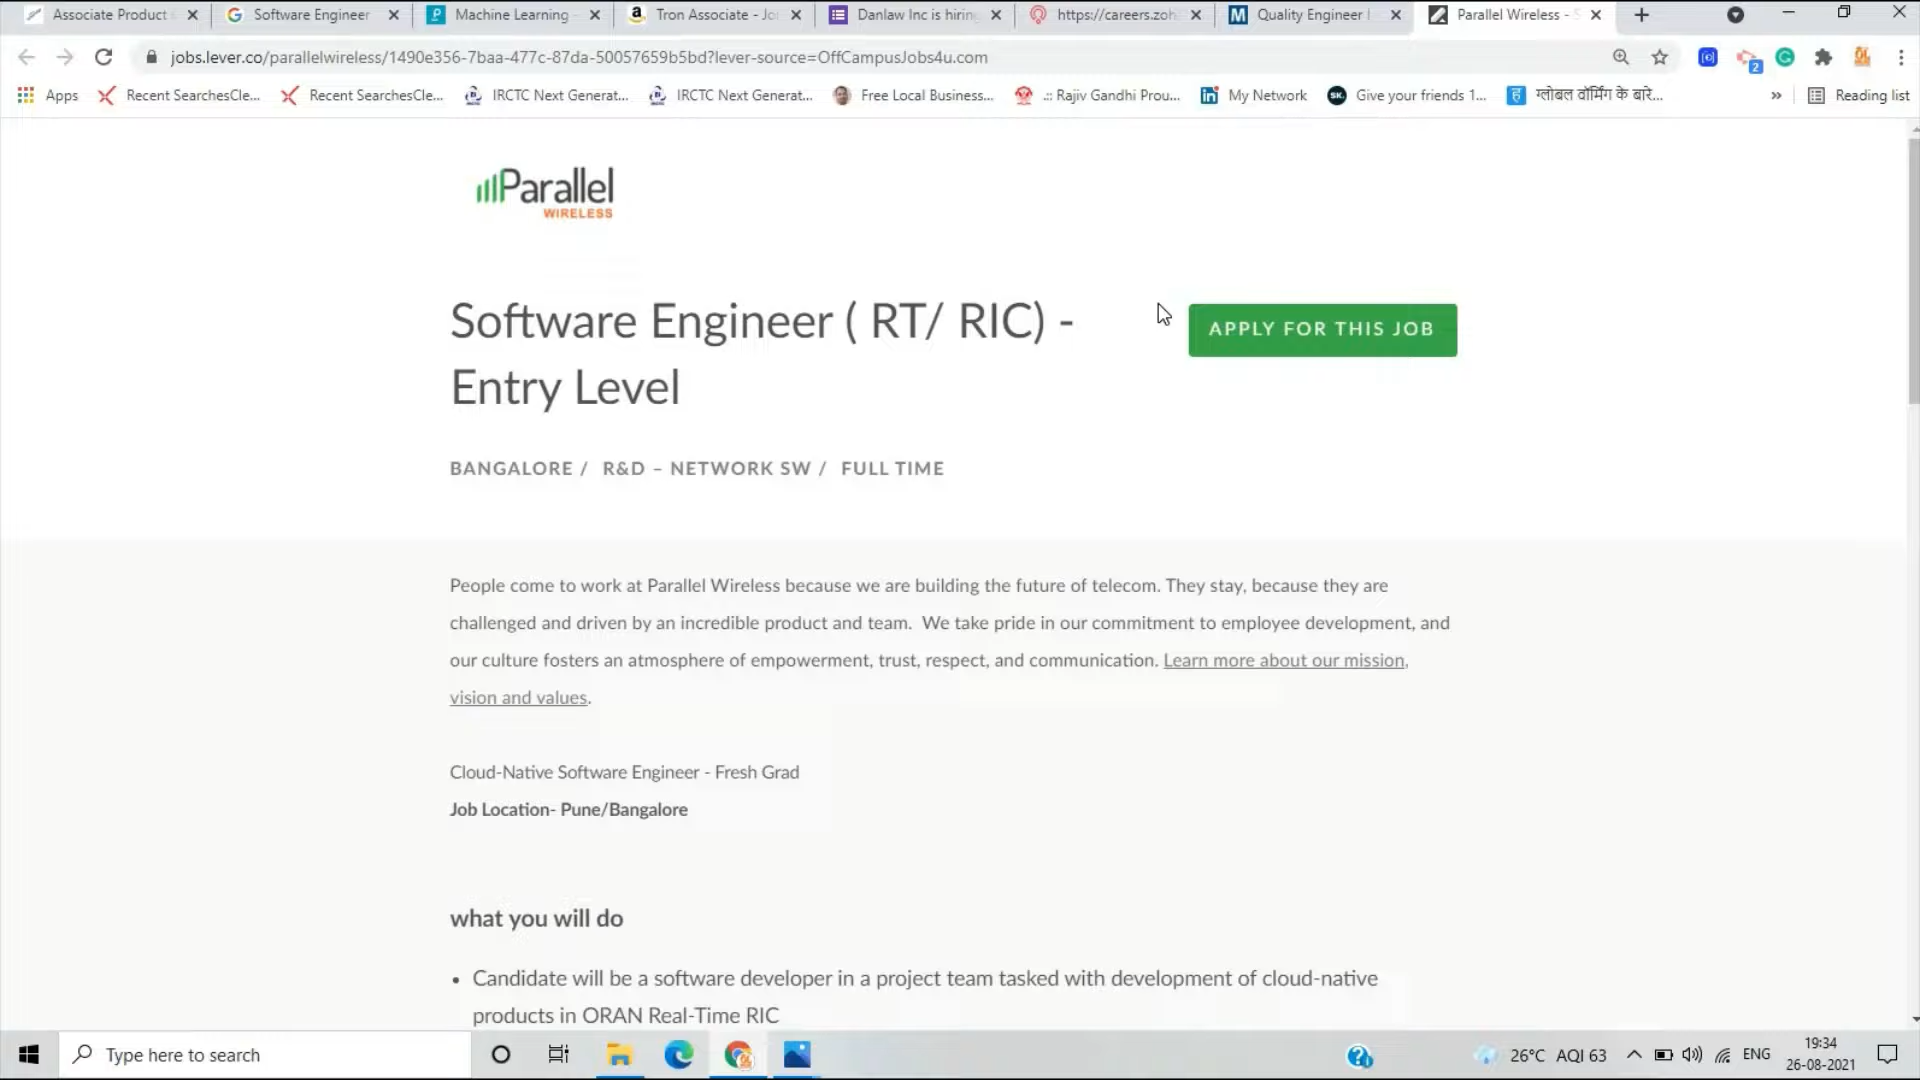 Associate Product
Software Engineer
Machine Learning
Tron Associate - Jo
Danlaw Inc is hirin
https://careers.zoh
Quality Engineer
Parallel Wireless -
jobs.lever.co/parallelwireless/1490e356-7baa-477c-87da-50057659b5bd?lever-source=OffCampusJobs4u.com
2
Apps
Recent SearchesCle...
Recent SearchesCle...
IRCTC Next Generat...
IRCTC Next Generat...
Free Local Business...
.:: Rajiv Gandhi Prou...
My Network
Give your friends 1...
ग्लोबल वॉर्मिंग के बारे...
»
Reading list
Parallel
WIRELESS
Software Engineer ( RT/ RIC) -
Entry Level
APPLY FOR THIS JOB
BANGALORE / R&D – NETWORK SW / FULL TIME
People come to work at Parallel Wireless because we are building the future of telecom. They stay, because they are
challenged and driven by an incredible product and team. We take pride in our commitment to employee development, and
our culture fosters an atmosphere of empowerment, trust, respect, and communication. Learn more about our mission,
vision and values.
Cloud-Native Software Engineer - Fresh Grad
Job Location- Pune/Bangalore
what you will do
• Candidate will be a software developer in a project team tasked with development of cloud-native
products in ORAN Real-Time RIC
Type here to search
26°C AQI 63
ENG
19:34
26-08-2021